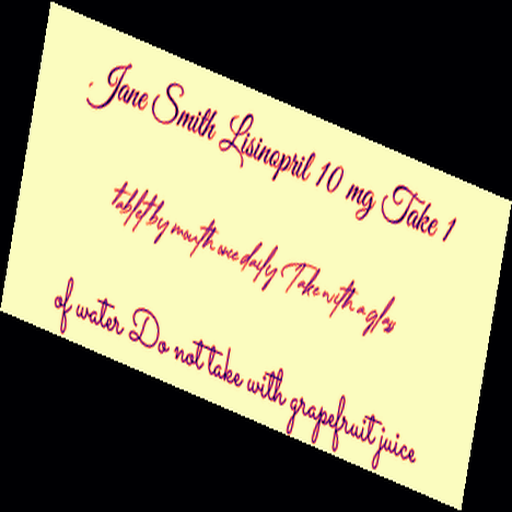 Jane Smith Lisinopril 10 mg Take 1
tablet by mouth once daily Take with a glass
of water Do not take with grapefruit juice